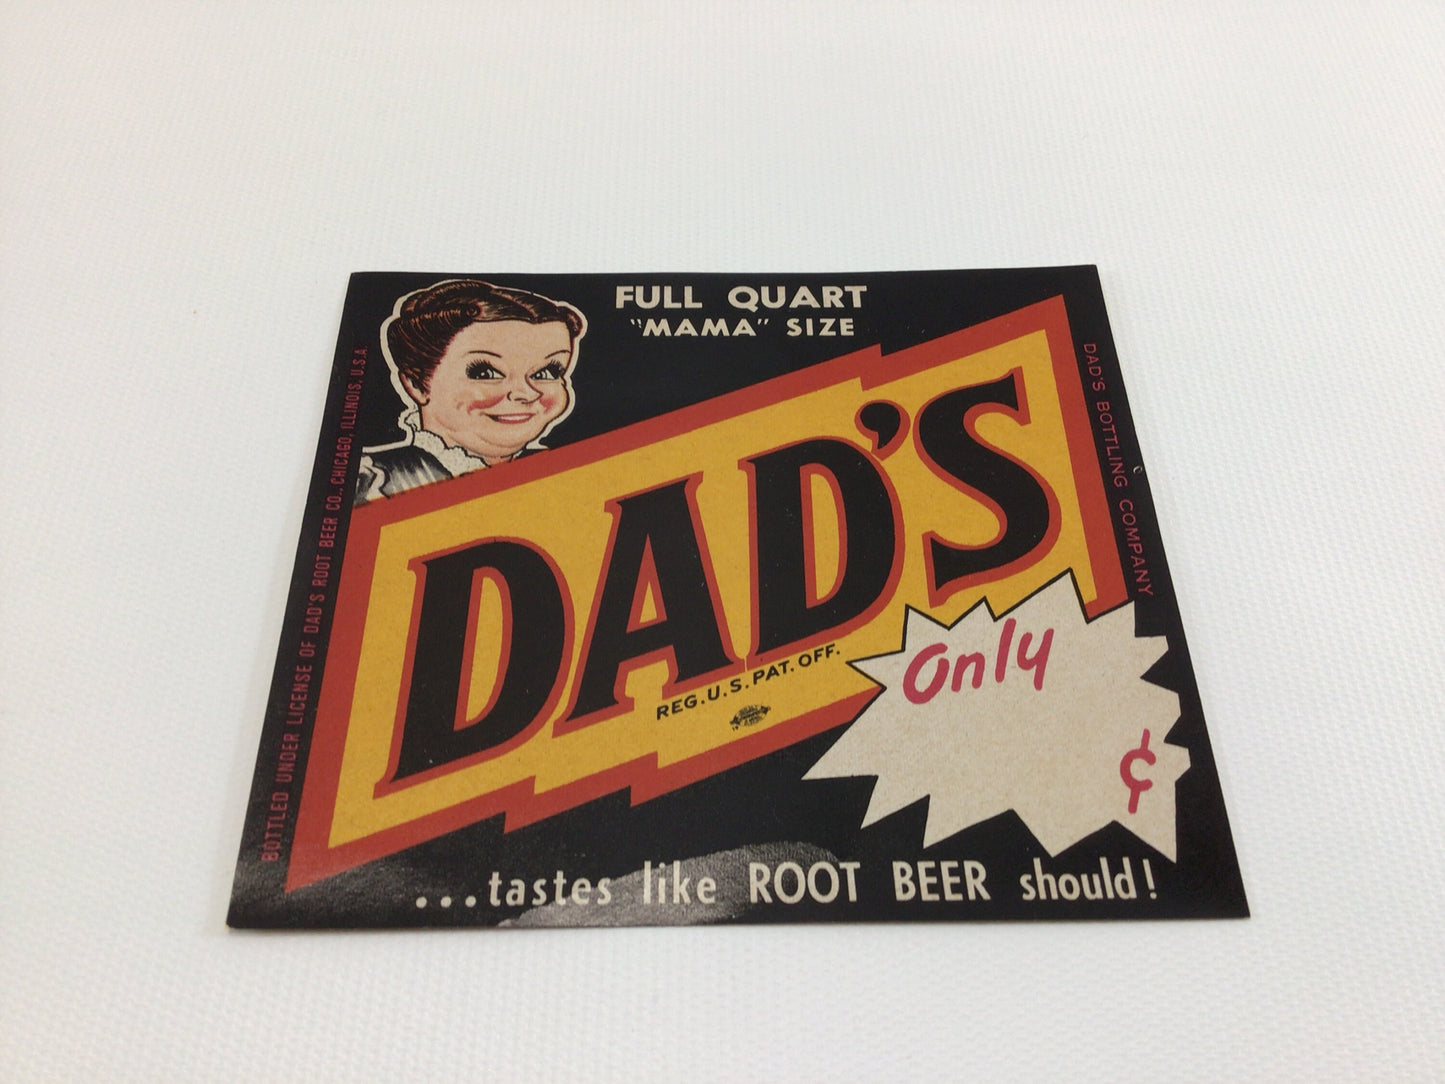 FULL QUART
"MAMA" SIZE
DAD'S
REG. U.S. PAT. OFF.
Only
¢
...tastes like ROOT BEER should!
BOTTLED UNDER LICENSE OF DAD'S ROOT BEER CO., CHICAGO, ILLINOIS. U.S.A.
DAD'S BOTTLING COMPANY